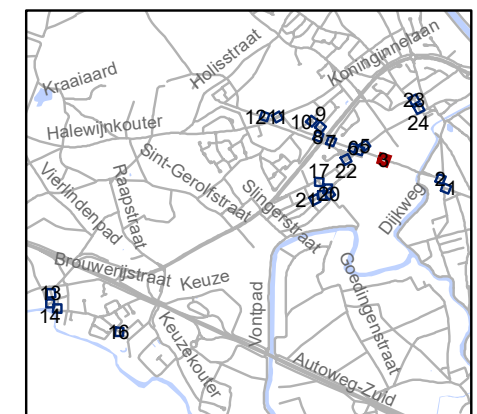 Koninginnelaan
Holisstraat
Kraaiaard
23
24
12
11
10
9
Halewijnkouter
8
7
6
5
3
Sint-Gerolfstraat
22
Vierlindenpad
Raapstraat
17
2
1
Slingerstraat
20
21
Dijkweg
Brouwerijstraat
Keuze
Goedingenstraat
13
14
Vontpad
16
Keuzekouter
Autoweg-Zuid